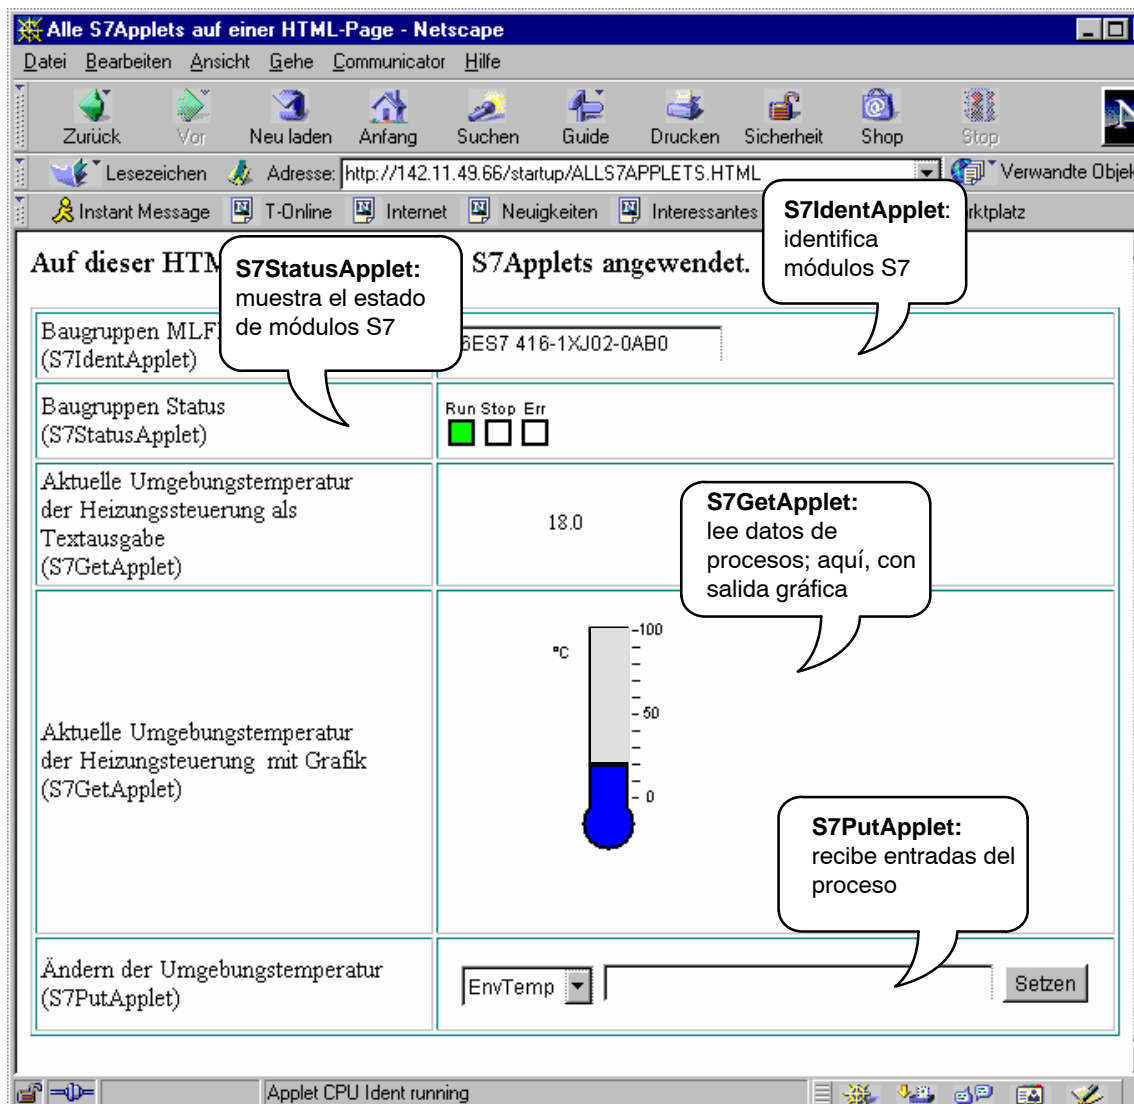 Alle S7Applets auf einer HTML-Page - Netscape
Datei Bearbeiten Ansicht Gehe Communicator Hilfe
Zurück Vor Neu laden Anfang Suchen Guide Drucken Sicherheit Shop Stop
Lesezeichen Adresse: http://142.11.49.66/startup/ALLS7APPLETS.HTML Verwandte Objek
Instant Message T-Online Internet Neuigkeiten Interessantes
S7IdentApplet:
identifica
módulos S7
Auf dieser HTM
S7Applets angewendet.
S7StatusApplet:
muestra el estado
de módulos S7
Baugruppen MLF
(S7IdentApplet)
6ES7 416-1XJ02-0AB0
Baugruppen Status
(S7StatusApplet)
Run Stop Err
Aktuelle Umgebungstemperatur
der Heizungssteuerung als
Textausgabe
(S7GetApplet)
18.0
S7GetApplet:
lee datos de
procesos; aquí, con
salida gráfica
Aktuelle Umgebungstemperatur
der Heizungsteuerung mit Grafik
(S7GetApplet)
°C
100
50
0
S7PutApplet:
recibe entradas del
proceso
Ändern der Umgebungstemperatur
(S7PutApplet)
EnvTemp
Setzen
Applet CPU Ident running